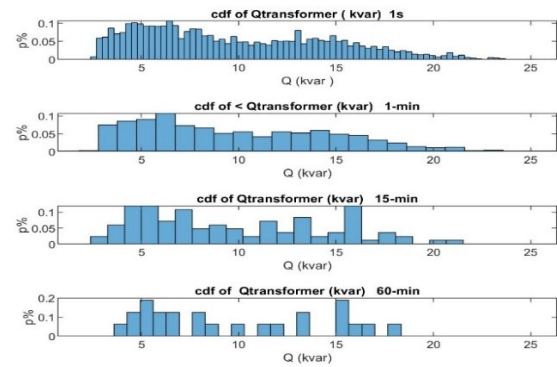 cdf of Qtransformer ( kvar) 1s
0.1
0.05
0
p%
5 10 15 20 25
Q (kvar )
cdf of < Qtransformer (kvar) 1-min
0.1
0.05
0
p%
5 10 15 20 25
Q (kvar)
cdf of Qtransformer (kvar) 15-min
0.1
0.05
0
p%
5 10 15 20 25
Q (kvar)
cdf of Qtransformer (kvar) 60-min
0.2
0.1
0
p%
5 10 15 20 25
Q (kvar)